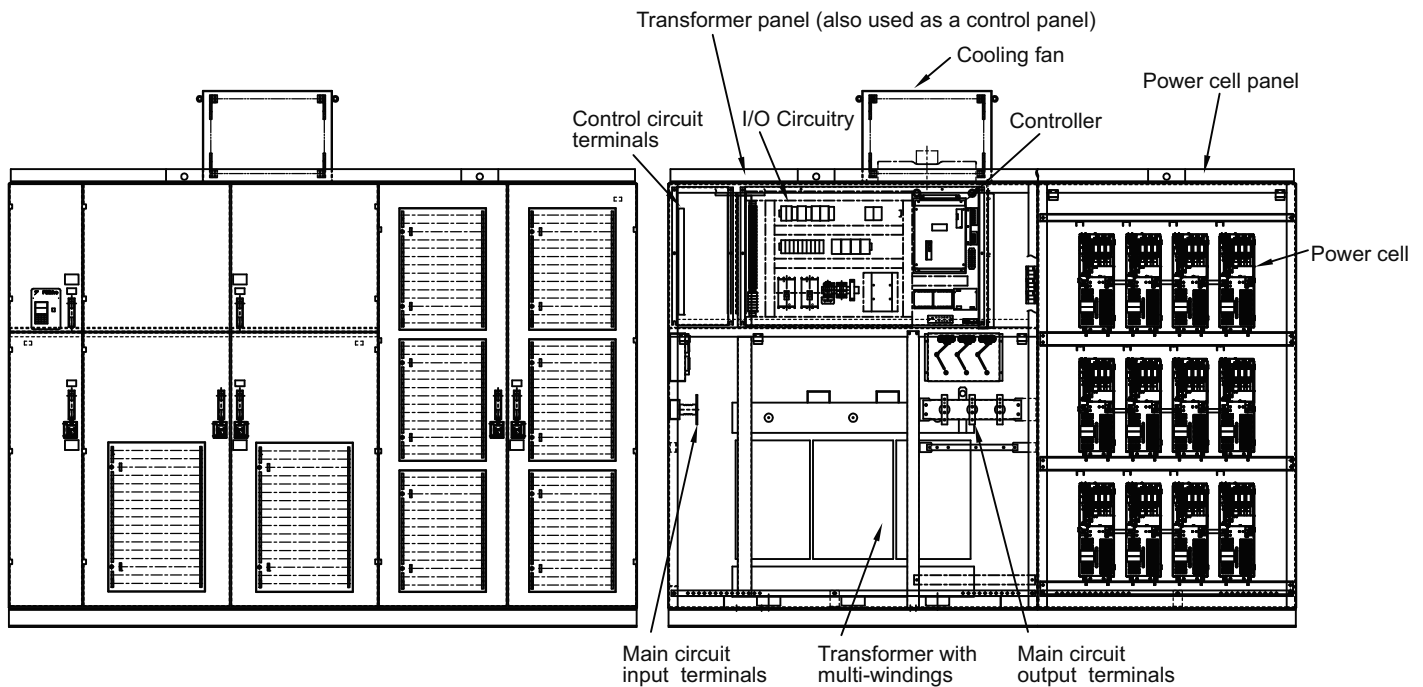 Transformer panel (also used as a control panel)
Cooling fan
Power cell panel
Control circuit
terminals
I/O Circuitry
Controller
Power cell
Main circuit
input terminals
Transformer with
multi-windings
Main circuit
output terminals